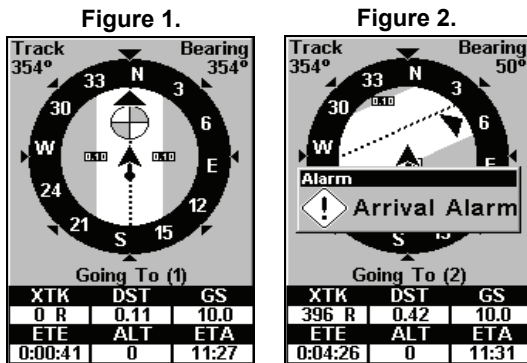 Figure 1.
Track
354º
Bearing
354º
33 N 3
30 6
W E
24 12
21 S 15
0.10 0.10
Going To (1)
XTK DST GS
0 R 0.11 10.0
ETE ALT ETA
0:00:41 0 11:27
Figure 2.
Track
354º
Bearing
50º
33 N 3
30 6
W E
0.10
Alarm
! Arrival Alarm
S
Going To (2)
XTK DST GS
396 R 0.42 10.0
ETE ALT ETA
0:04:26 0 11:31